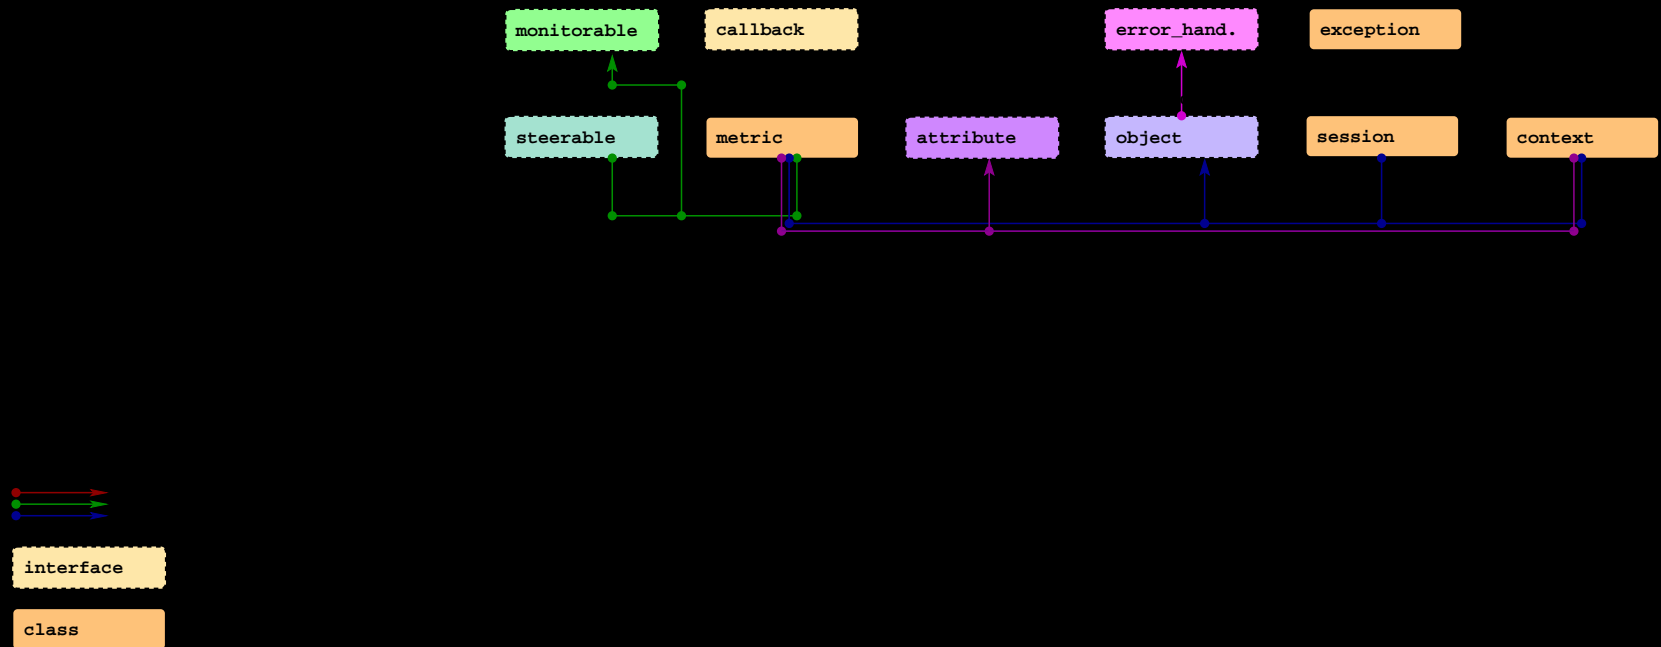 monitorable
callback
error_hand.
exception
steerable
metric
attribute
object
session
context
interface
class